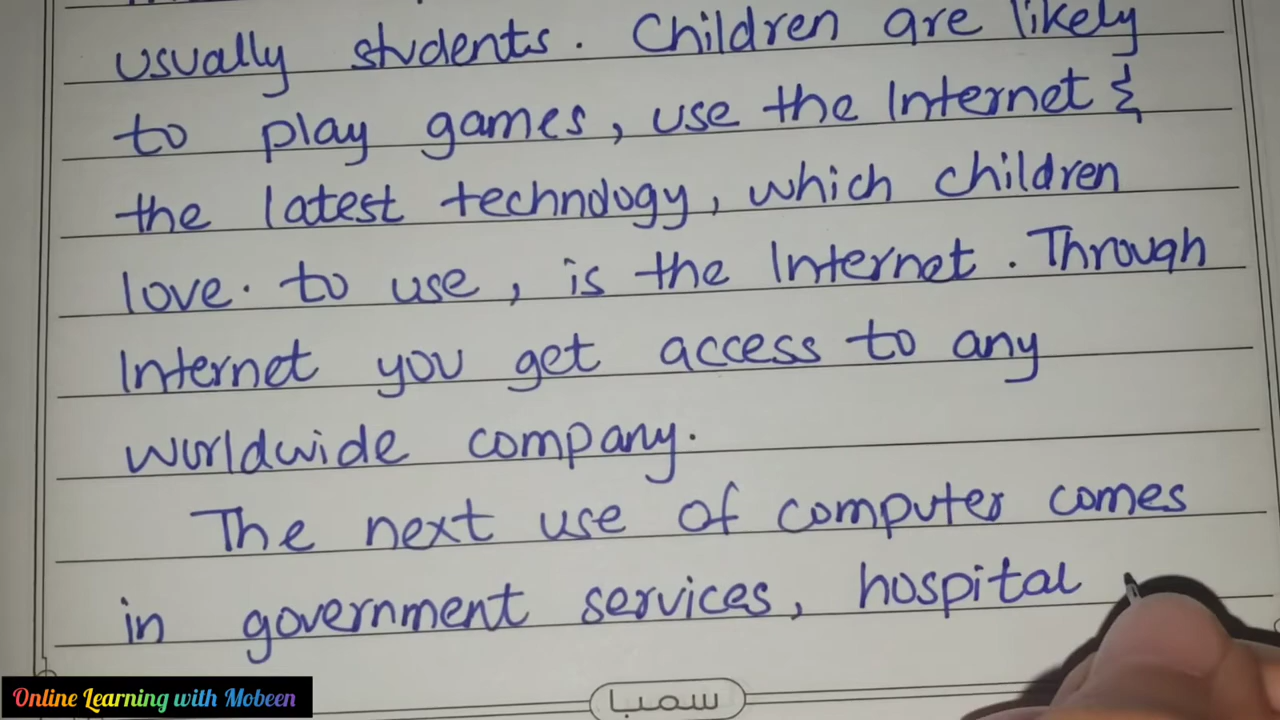 usually students. Children are likely
to play games, use the Internet &
the latest technology, which children
love. to use, is the Internet. Through
Internet you get access to any
worldwide company.
The next use of computer comes
in government services, hospital
Online Learning with Mobeen
سمبا